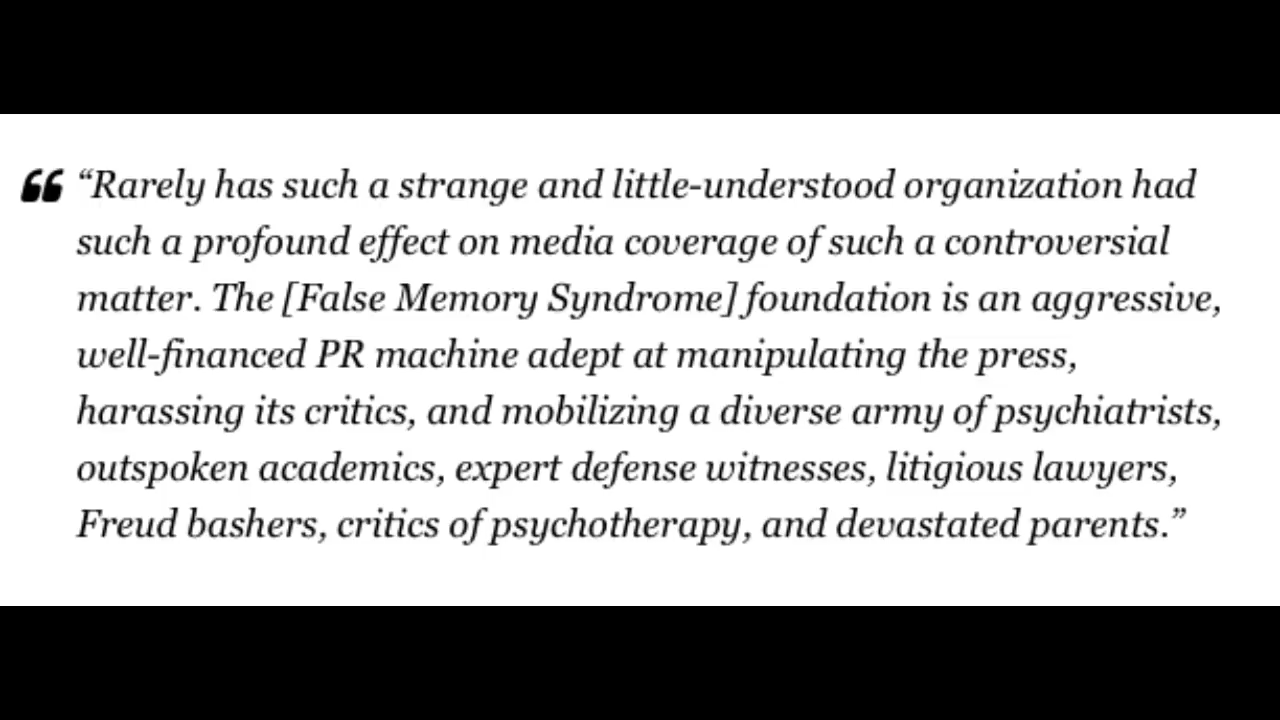 “Rarely has such a strange and little-understood organization had
such a profound effect on media coverage of such a controversial
matter. The [False Memory Syndrome] foundation is an aggressive,
well-financed PR machine adept at manipulating the press,
harassing its critics, and mobilizing a diverse army of psychiatrists,
outspoken academics, expert defense witnesses, litigious lawyers,
Freud bashers, critics of psychotherapy, and devastated parents.”